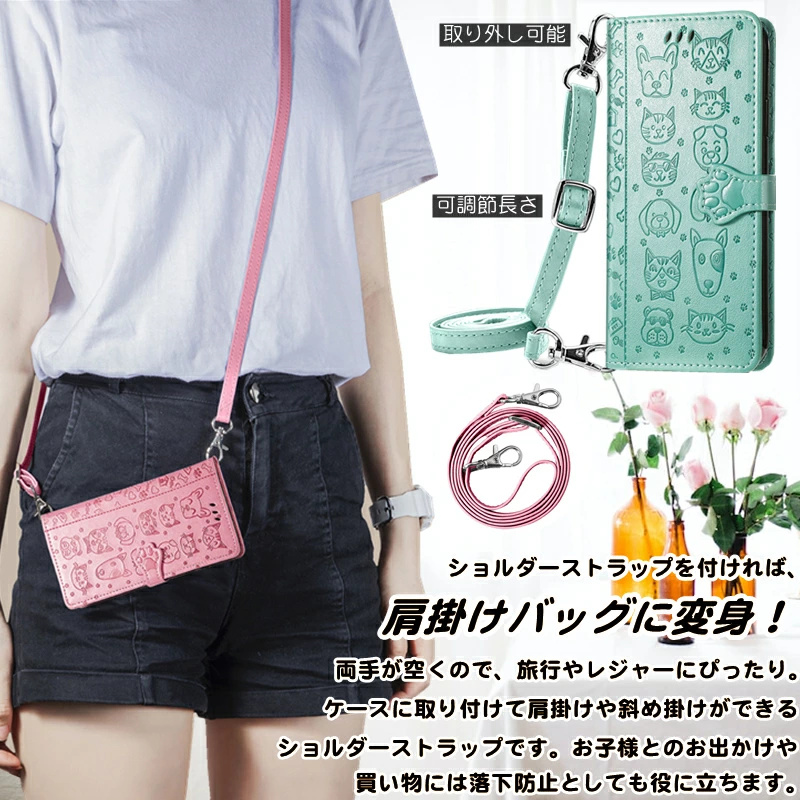 取り外し可能
可調節長さ
ショルダーストラップを付ければ、
肩掛けバッグに変身！
両手が空くので、旅行やレジャーにぴったり。
ケースに取り付けて肩掛けや斜め掛けができる
ショルダーストラップです。お子様とのお出かけや
買い物には落下防止としても役に立ちます。